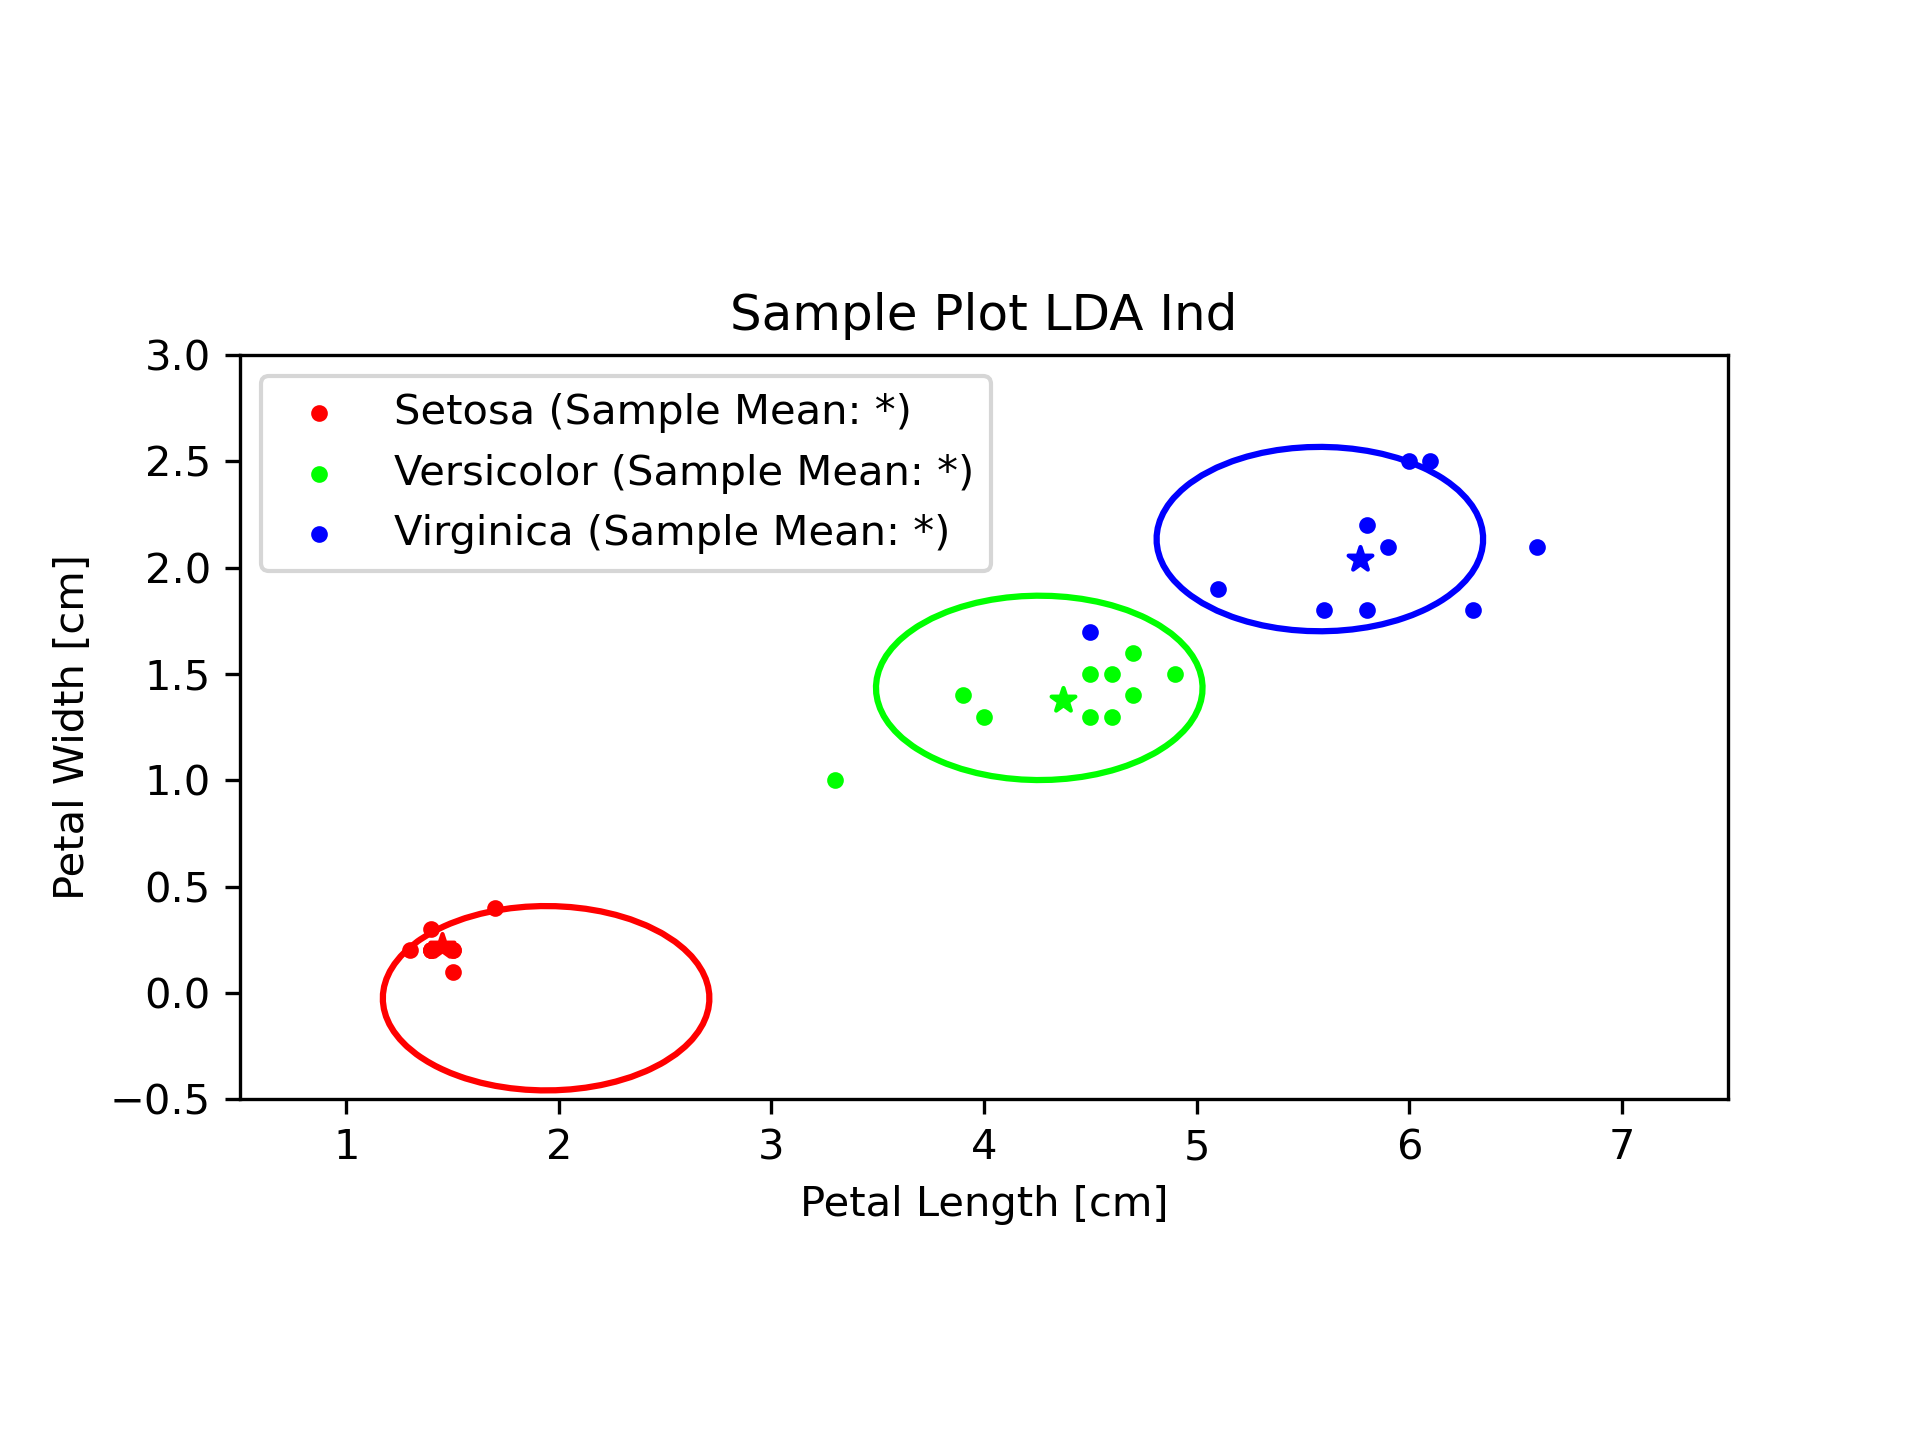 Sample Plot LDA Ind
3.0
2.5
2.0
1.5
1.0
0.5
0.0
−0.5
Setosa (Sample Mean: *)
Versicolor (Sample Mean: *)
Virginica (Sample Mean: *)
Petal Width [cm]
1 2 3 4 5 6 7
Petal Length [cm]